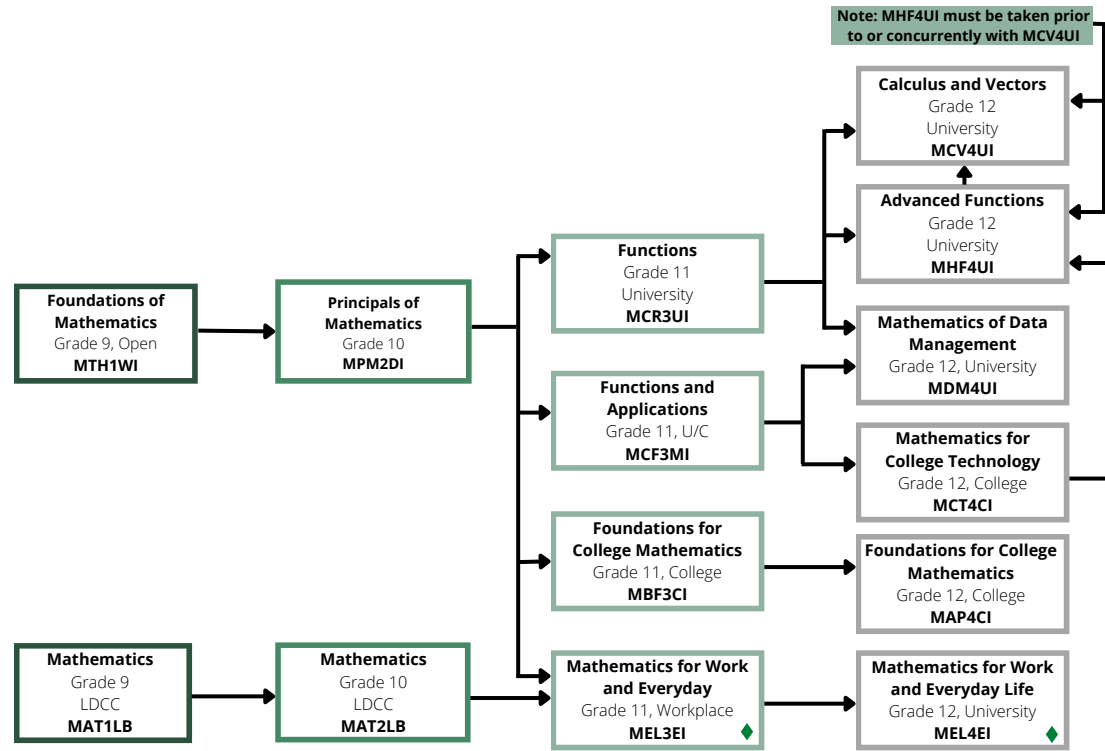 Note: MHF4UI must be taken prior
to or concurrently with MCV4UI
Calculus and Vectors
Grade 12
University
MCV4UI
Advanced Functions
Grade 12
University
MHF4UI
Functions
Grade 11
University
MCR3UI
Foundations of
Mathematics
Grade 9, Open
MTH1WI
Principals of
Mathematics
Grade 10
MPM2DI
Mathematics of Data
Management
Grade 12, University
MDM4UI
Functions and
Applications
Grade 11, U/C
MCF3MI
Mathematics for
College Technology
Grade 12, College
MCT4CI
Foundations for
College Mathematics
Grade 11, College
MBF3CI
Foundations for College
Mathematics
Grade 12, College
MAP4CI
Mathematics
Grade 9
LDCC
MAT1LB
Mathematics
Grade 10
LDCC
MAT2LB
Mathematics for Work
and Everyday
Grade 11, Workplace
MEL3EI
Mathematics for Work
and Everyday Life
Grade 12, University
MEL4EI